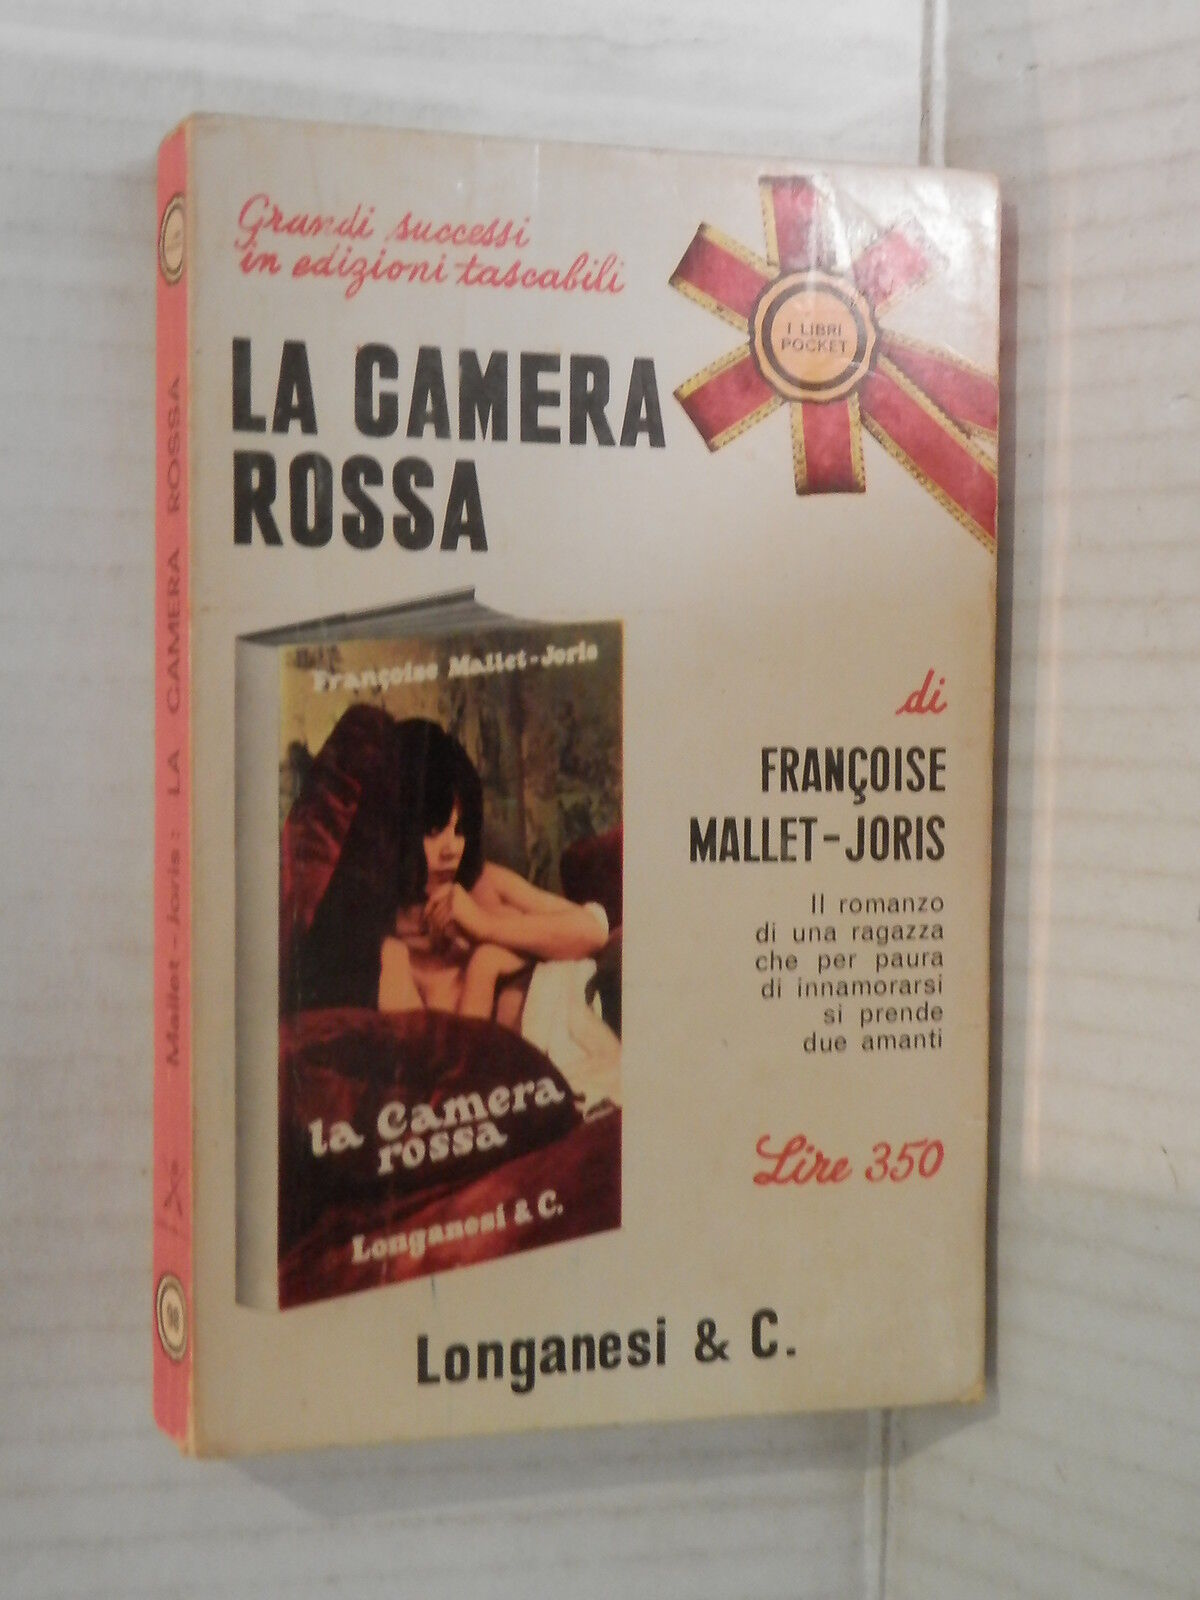 Grandi successi
in edizioni tascabili
I LIBRI
POCKET
LA CAMERA
ROSSA
Françoise Mallet-Joris
la Camera
rossa
Longanesi & C.
di
FRANÇOISE
MALLET-JORIS
Il romanzo
di una ragazza
che per paura
di innamorarsi
si prende
due amanti
Lire 350
Longanesi & C.
Mallet-Joris: LA CAMERA ROSSA